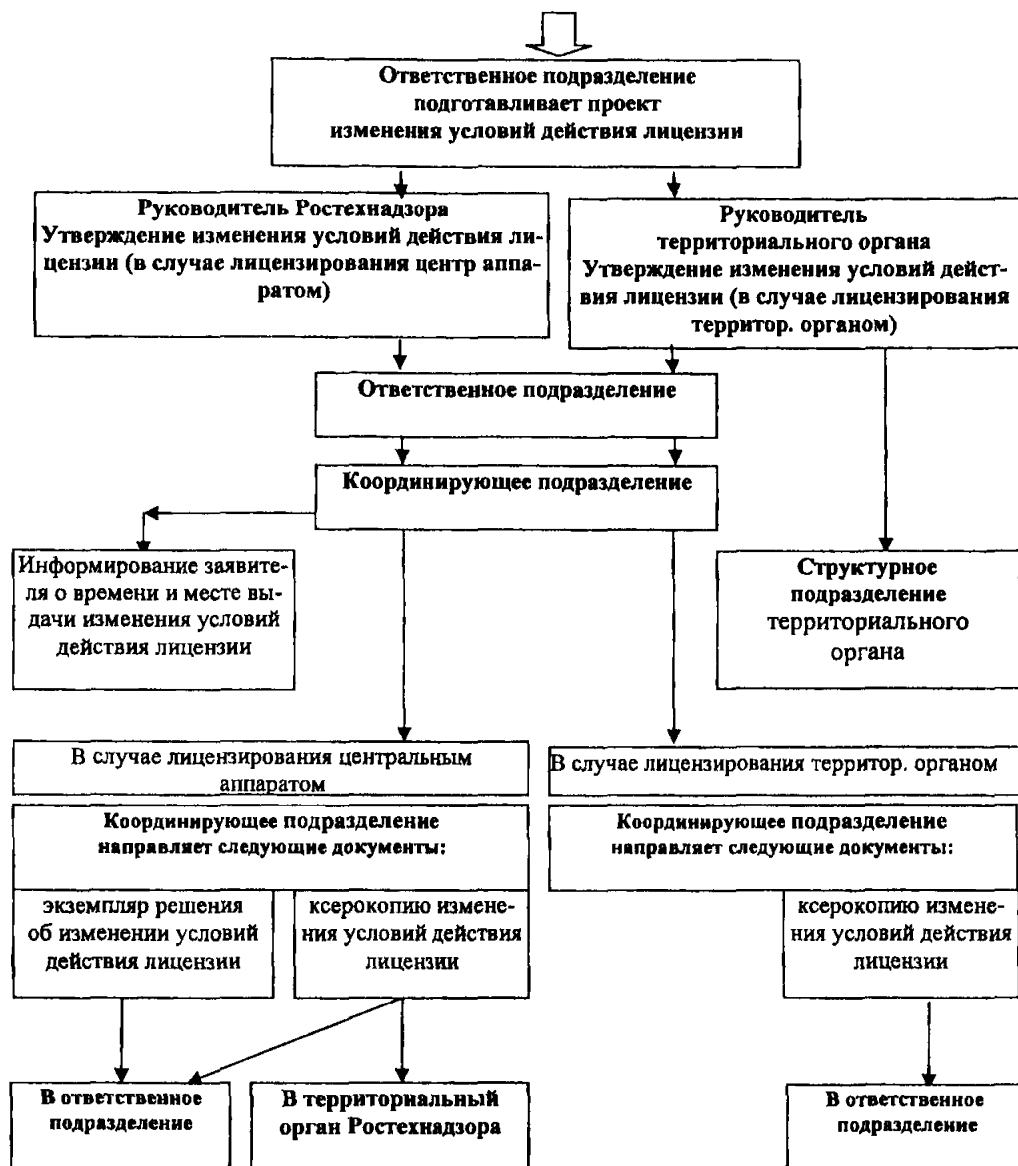 Ответственное подразделение
подготавливает проект
изменения условий действия лицензии
Руководитель Ростехнадзора
Утверждение изменения условий действия ли-
цензии (в случае лицензирования центр аппа-
ратом)
Руководитель
территориального органа
Утверждение изменения условий дейст-
вия лицензии (в случае лицензирования
территор. органом)
Ответственное подразделение
Координирующее подразделение
Информирование заявите-
ля о времени и месте вы-
дачи изменения условий
действия лицензии
Структурное
подразделение
территориального
органа
В случае лицензирования центральным
аппаратом
В случае лицензирования территор. органом
Координирующее подразделение
направляет следующие документы:
Координирующее подразделение
направляет следующие документы:
экземпляр решения
об изменении условий
действия лицензии
ксерокопию измене-
ния условий действия
лицензии
ксерокопию измене-
ния условий действия
лицензии
В ответственное
подразделение
В территориальный
орган Ростехнадзора
В ответственное
подразделение